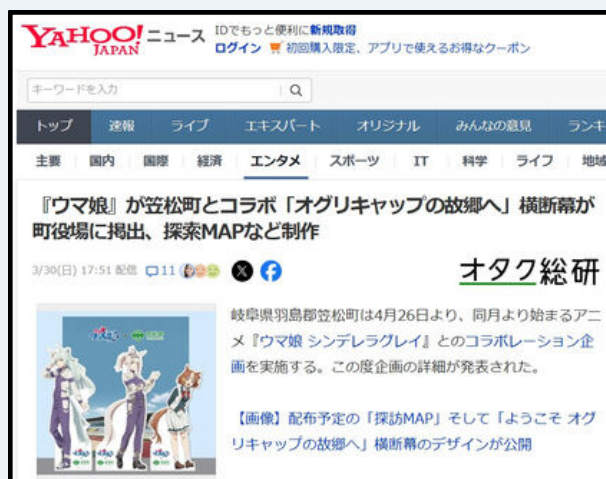 YAHOO! JAPAN ニュース IDでもっと便利に新規取得
ログイン 初回購入限定、アプリで使えるお得なクーポン
キーワードを入力
トップ 速報 ライブ エキスパート オリジナル みんなの意見 ランキ
主要 国内 国際 経済 エンタメ スポーツ IT 科学 ライフ 地域
『ウマ娘』が笠松町とコラボ「オグリキャップの故郷へ」横断幕が
町役場に掲出、探索MAPなど制作
3/30(日) 17:51 配信 11
オタク総研
岐阜県羽島郡笠松町は4月26日より、同月より始まるアニ
メ『ウマ娘 シンデレラグレイ』とのコラボレーション企
画を実施する。この度企画の詳細が発表された。
【画像】配布予定の「探訪MAP」そして「ようこそ オグ
リキャップの故郷へ」横断幕のデザインが公開